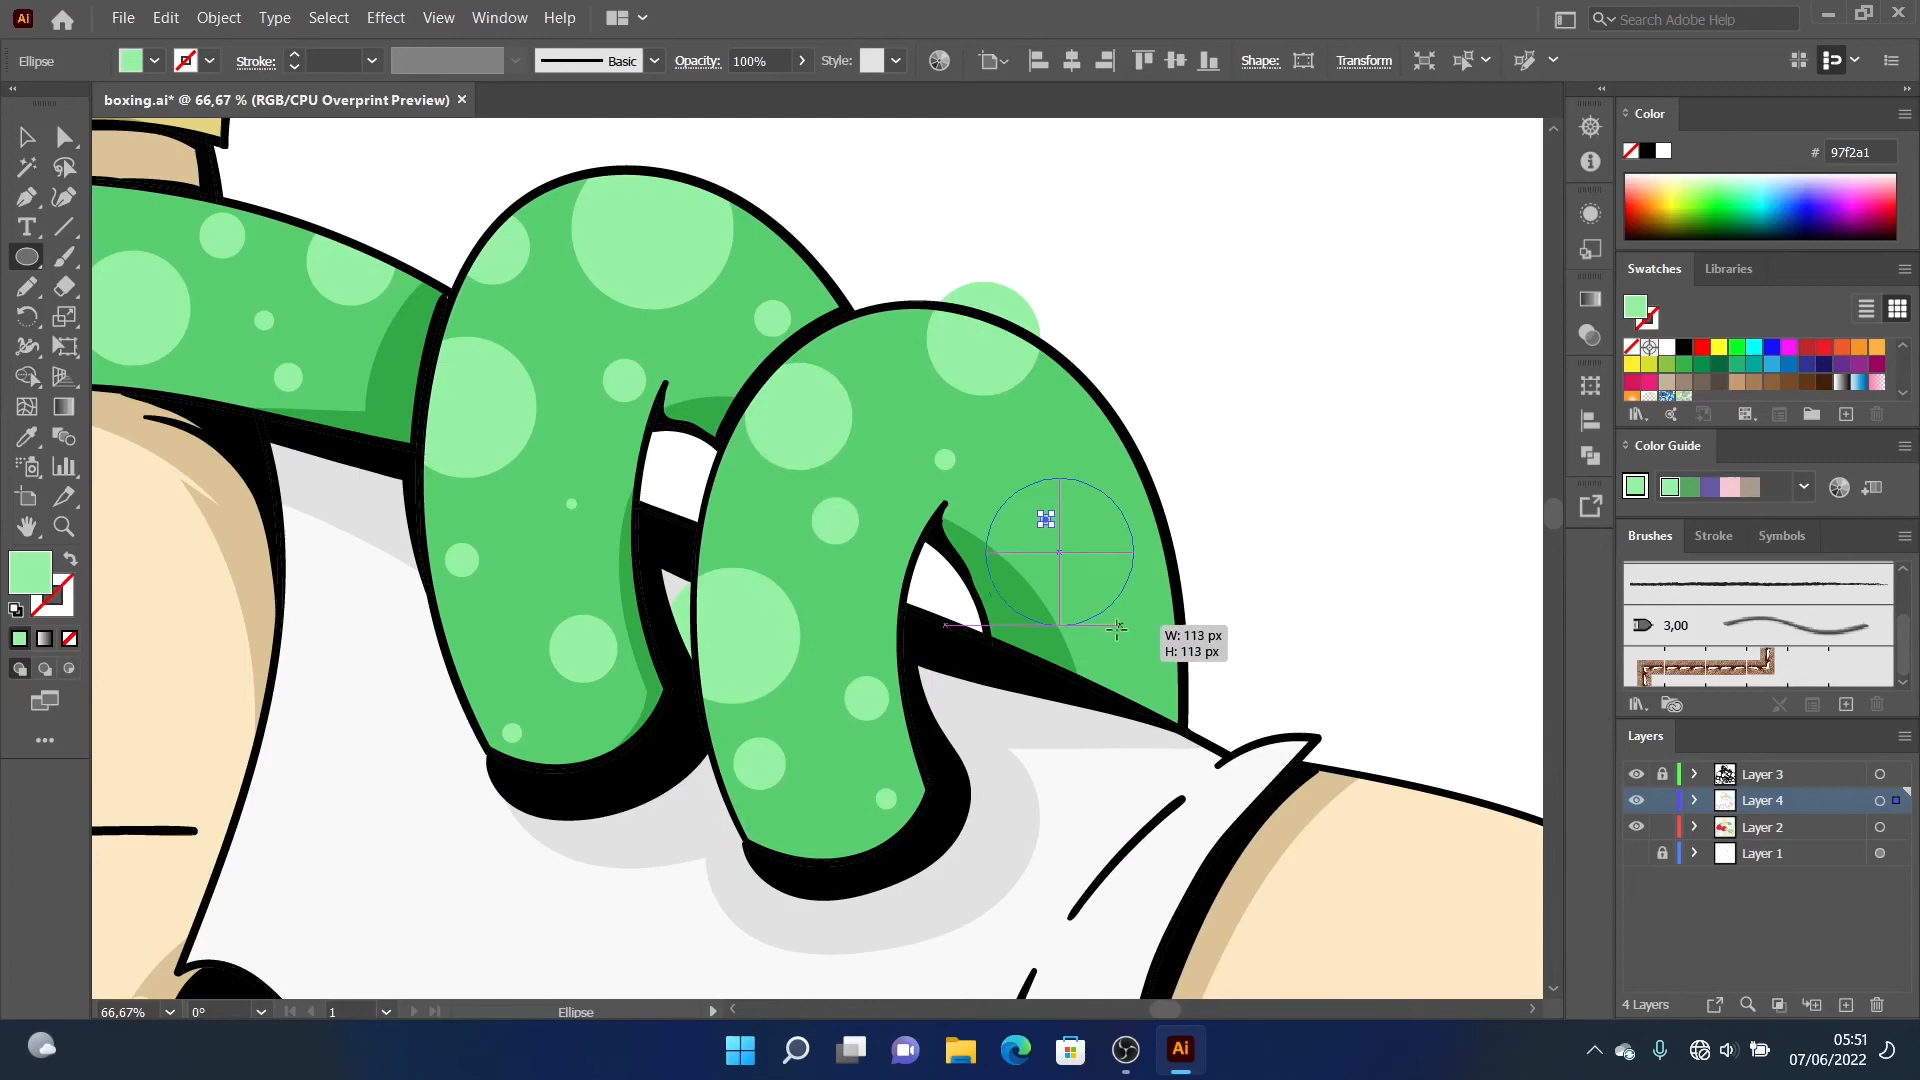 Ai
File Edit Object Type Select Effect View Window Help
Search Adobe Help
Ellipse
Stroke:
Basic
Opacity: 100%
Style:
Shape:
Transform
boxing.ai* @ 66,67 % (RGB/CPU Overprint Preview)
Color
# 97f2a1
Swatches Libraries
Color Guide
Brushes Stroke Symbols
3,00
W: 113 px
H: 113 px
Layers
Layer 3
Layer 4
Layer 2
Layer 1
4 Layers
66,67%
0°
1
Ellipse
Ai
05:51
07/06/2022